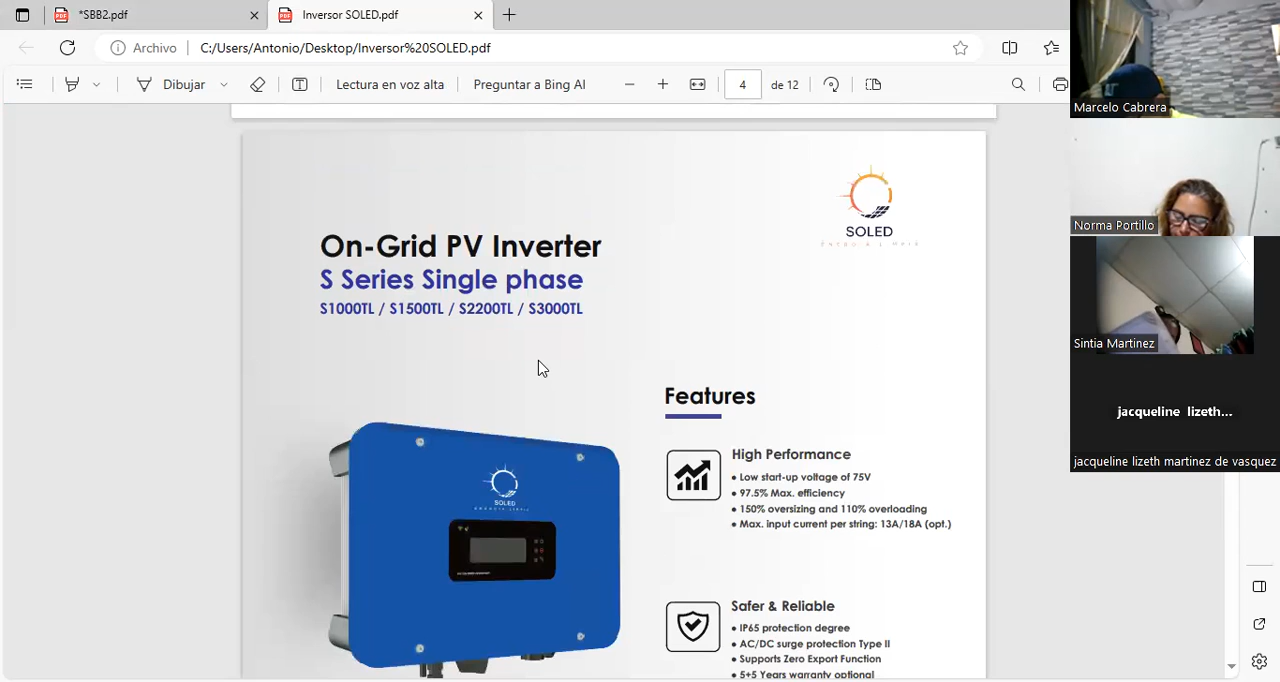 *SBB2.pdf
Inversor SOLED.pdf
Archivo
C:/Users/Antonio/Desktop/Inversor%20SOLED.pdf
Dibujar
Lectura en voz alta
Preguntar a Bing AI
4
de 12
SOLED
On-Grid PV Inverter
S Series Single phase
S1000TL / S1500TL / S2200TL / S3000TL
Features
High Performance
• Low start-up voltage of 75V
• 97.5% Max. efficiency
• 150% oversizing and 110% overloading
• Max. input current per string: 13A/18A (opt.)
Safer & Reliable
• IP65 protection degree
• AC/DC surge protection Type II
• Supports Zero Export Function
• 5+5 Years warranty optional
SOLED
Marcelo Cabrera
Norma Portillo
Sintia Martinez
jacqueline lizeth...
jacqueline lizeth martinez de vasquez